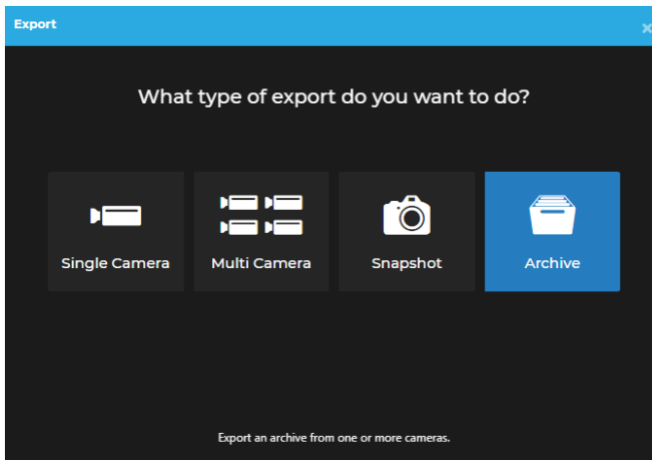 Export
What type of export do you want to do?
Single Camera
Multi Camera
Snapshot
Archive
Export an archive from one or more cameras.